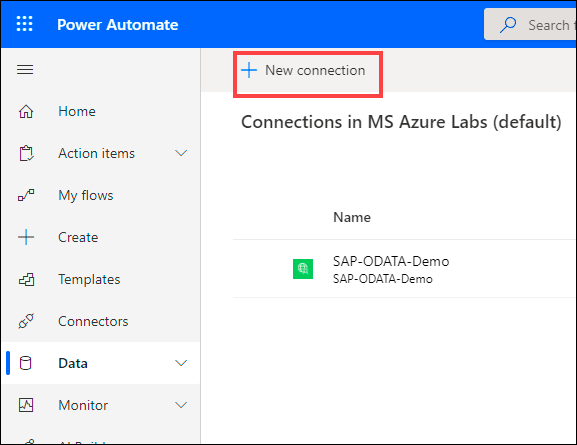 Power Automate
Search f
New connection
Home
Connections in MS Azure Labs (default)
Action items
My flows
Name
Create
SAP-ODATA-Demo
SAP-ODATA-Demo
Templates
Connectors
Data
Monitor